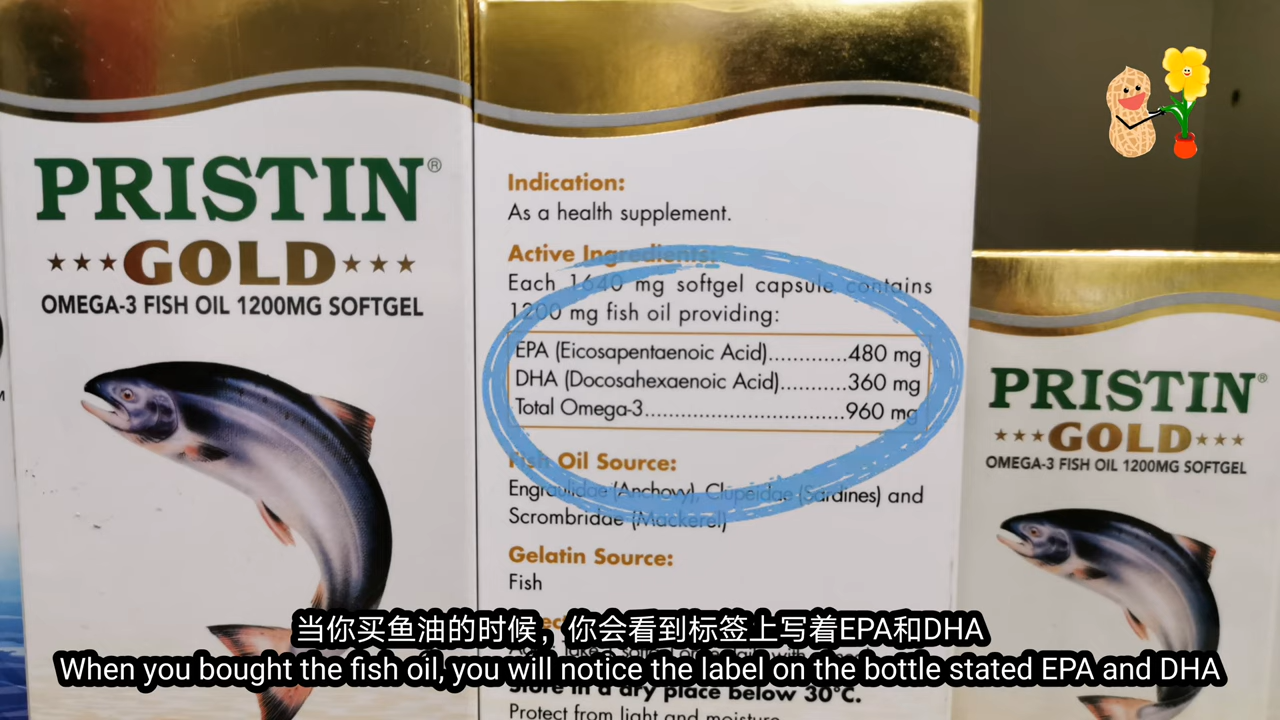 PRISTIN®
GOLD
OMEGA-3 FISH OIL 1200MG SOFTGEL
Indication:
As a health supplement.
Active Ingredients:
Each 1640 mg softgel capsule contains
1200 mg fish oil providing:
EPA (Eicosapentaenoic Acid).............480 mg
DHA (Docosahexaenoic Acid)...........360 mg
Total Omega-3..................................960 mg
Fish Oil Source:
Engraulidae (Anchovy), Clupeidae (Sardines) and
Scrombridae (Mackerel)
Gelatin Source:
Fish
Store in a dry place below 30°C.
Protect from light and moisture
PRISTIN®
GOLD
OMEGA-3 FISH OIL 1200MG SOFTGEL
当你买鱼油的时候，你会看到标签上写着EPA和DHA
When you bought the fish oil, you will notice the label on the bottle stated EPA and DHA